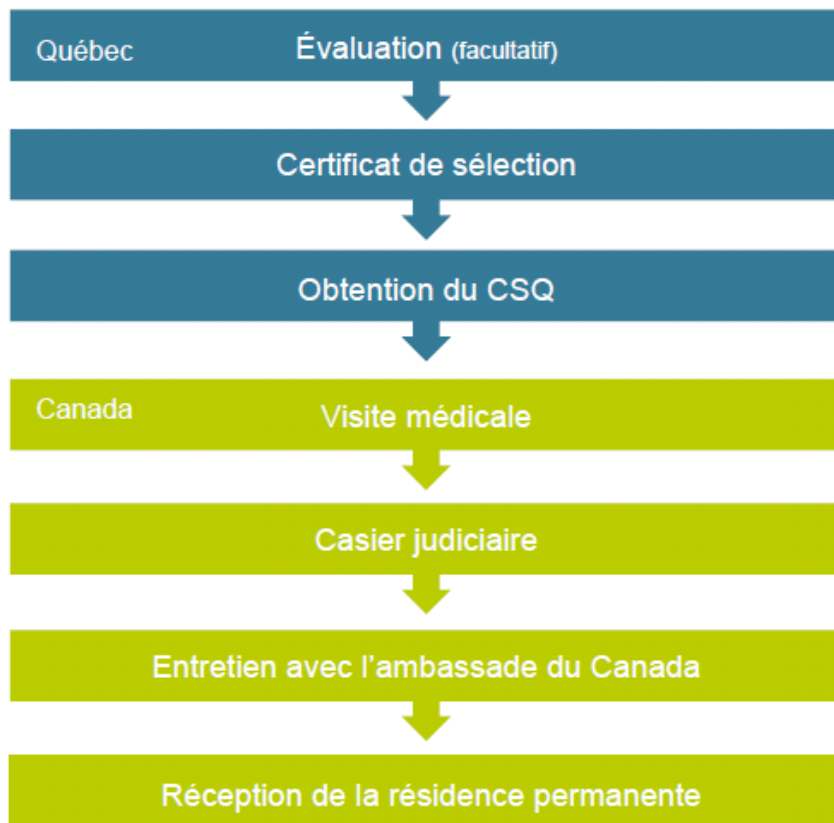 Québec
Évaluation (facultatif)
Certificat de sélection
Obtention du CSQ
Canada
Visite médicale
Casier judiciaire
Entretien avec l'ambassade du Canada
Réception de la résidence permanente